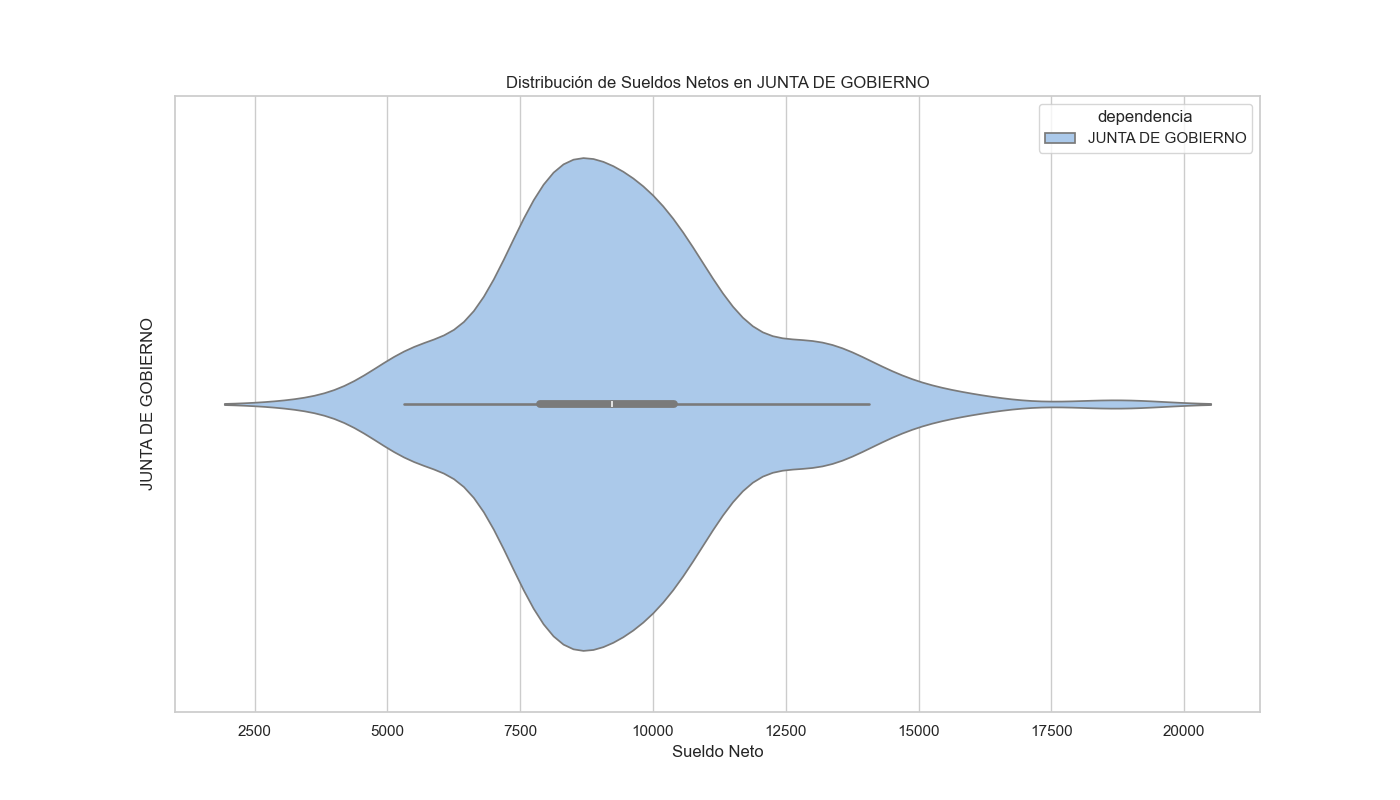 Distribución de Sueldos Netos en JUNTA DE GOBIERNO
dependencia
JUNTA DE GOBIERNO
JUNTA DE GOBIERNO
2500 5000 7500 10000 12500 15000 17500 20000
Sueldo Neto